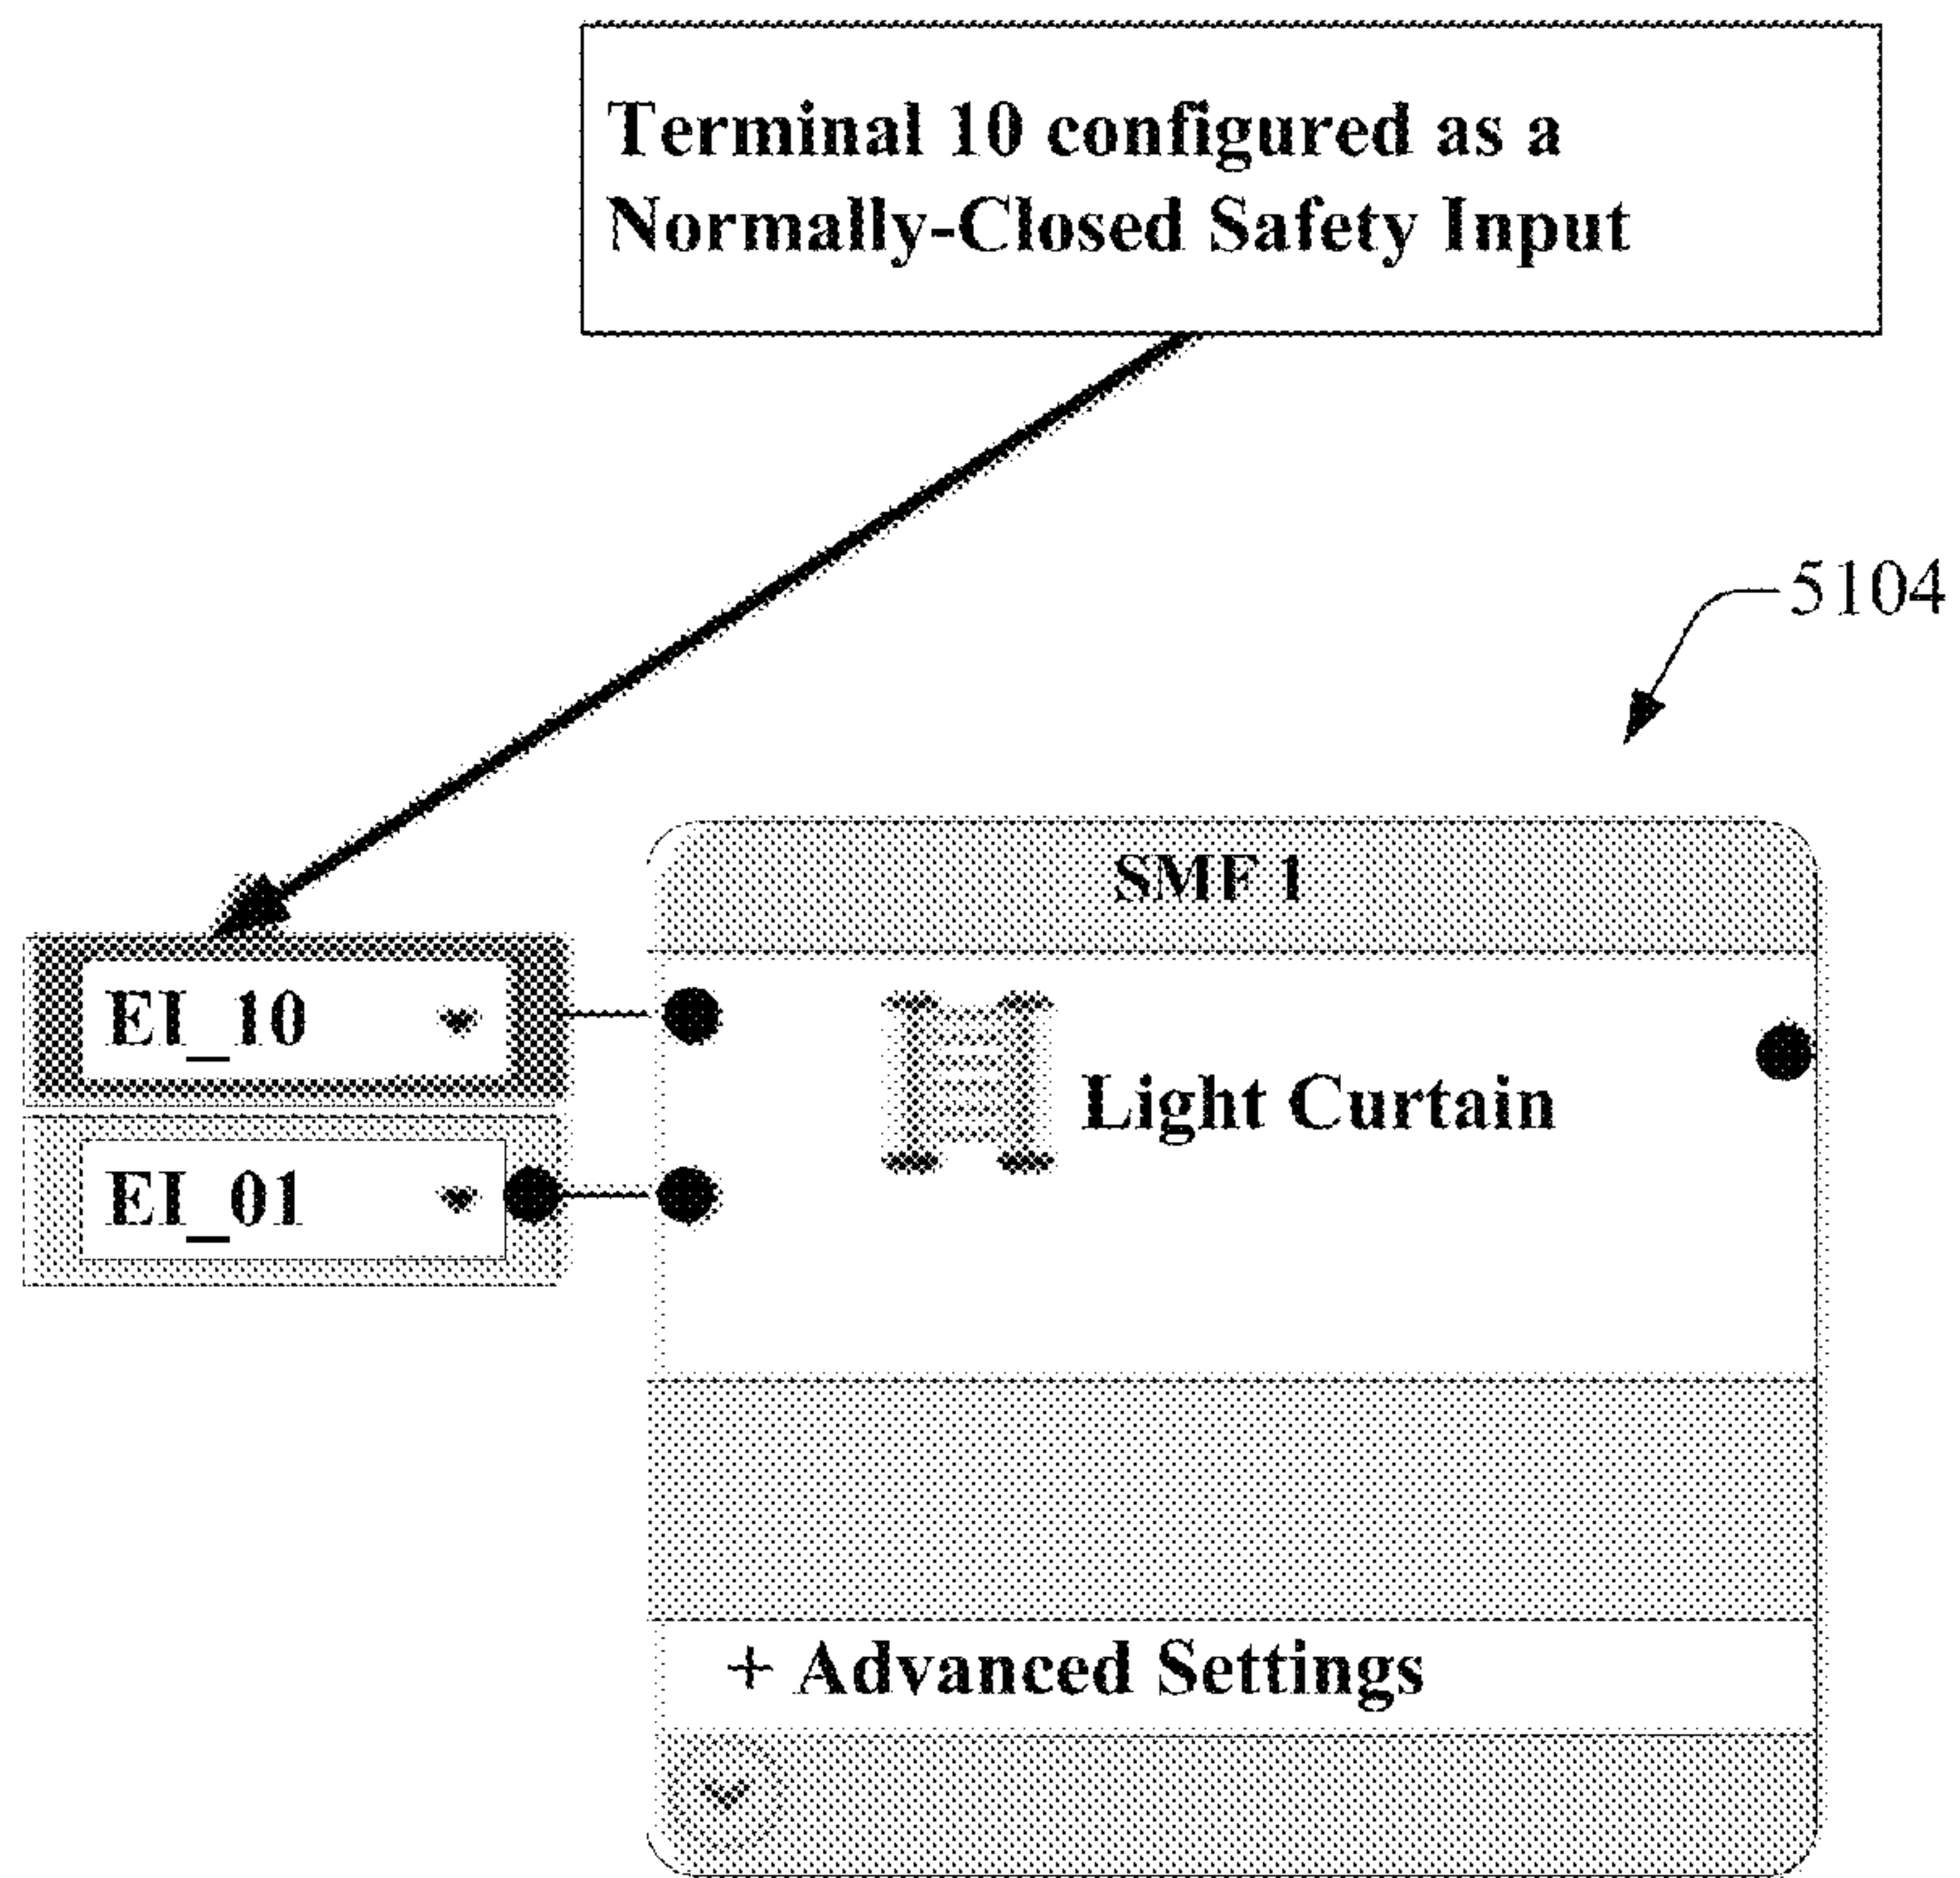 Terminal 10 configured as a
Normally-Closed Safety Input
5104
SMF 1
EI_10
Light Curtain
EI_01
+ Advanced Settings